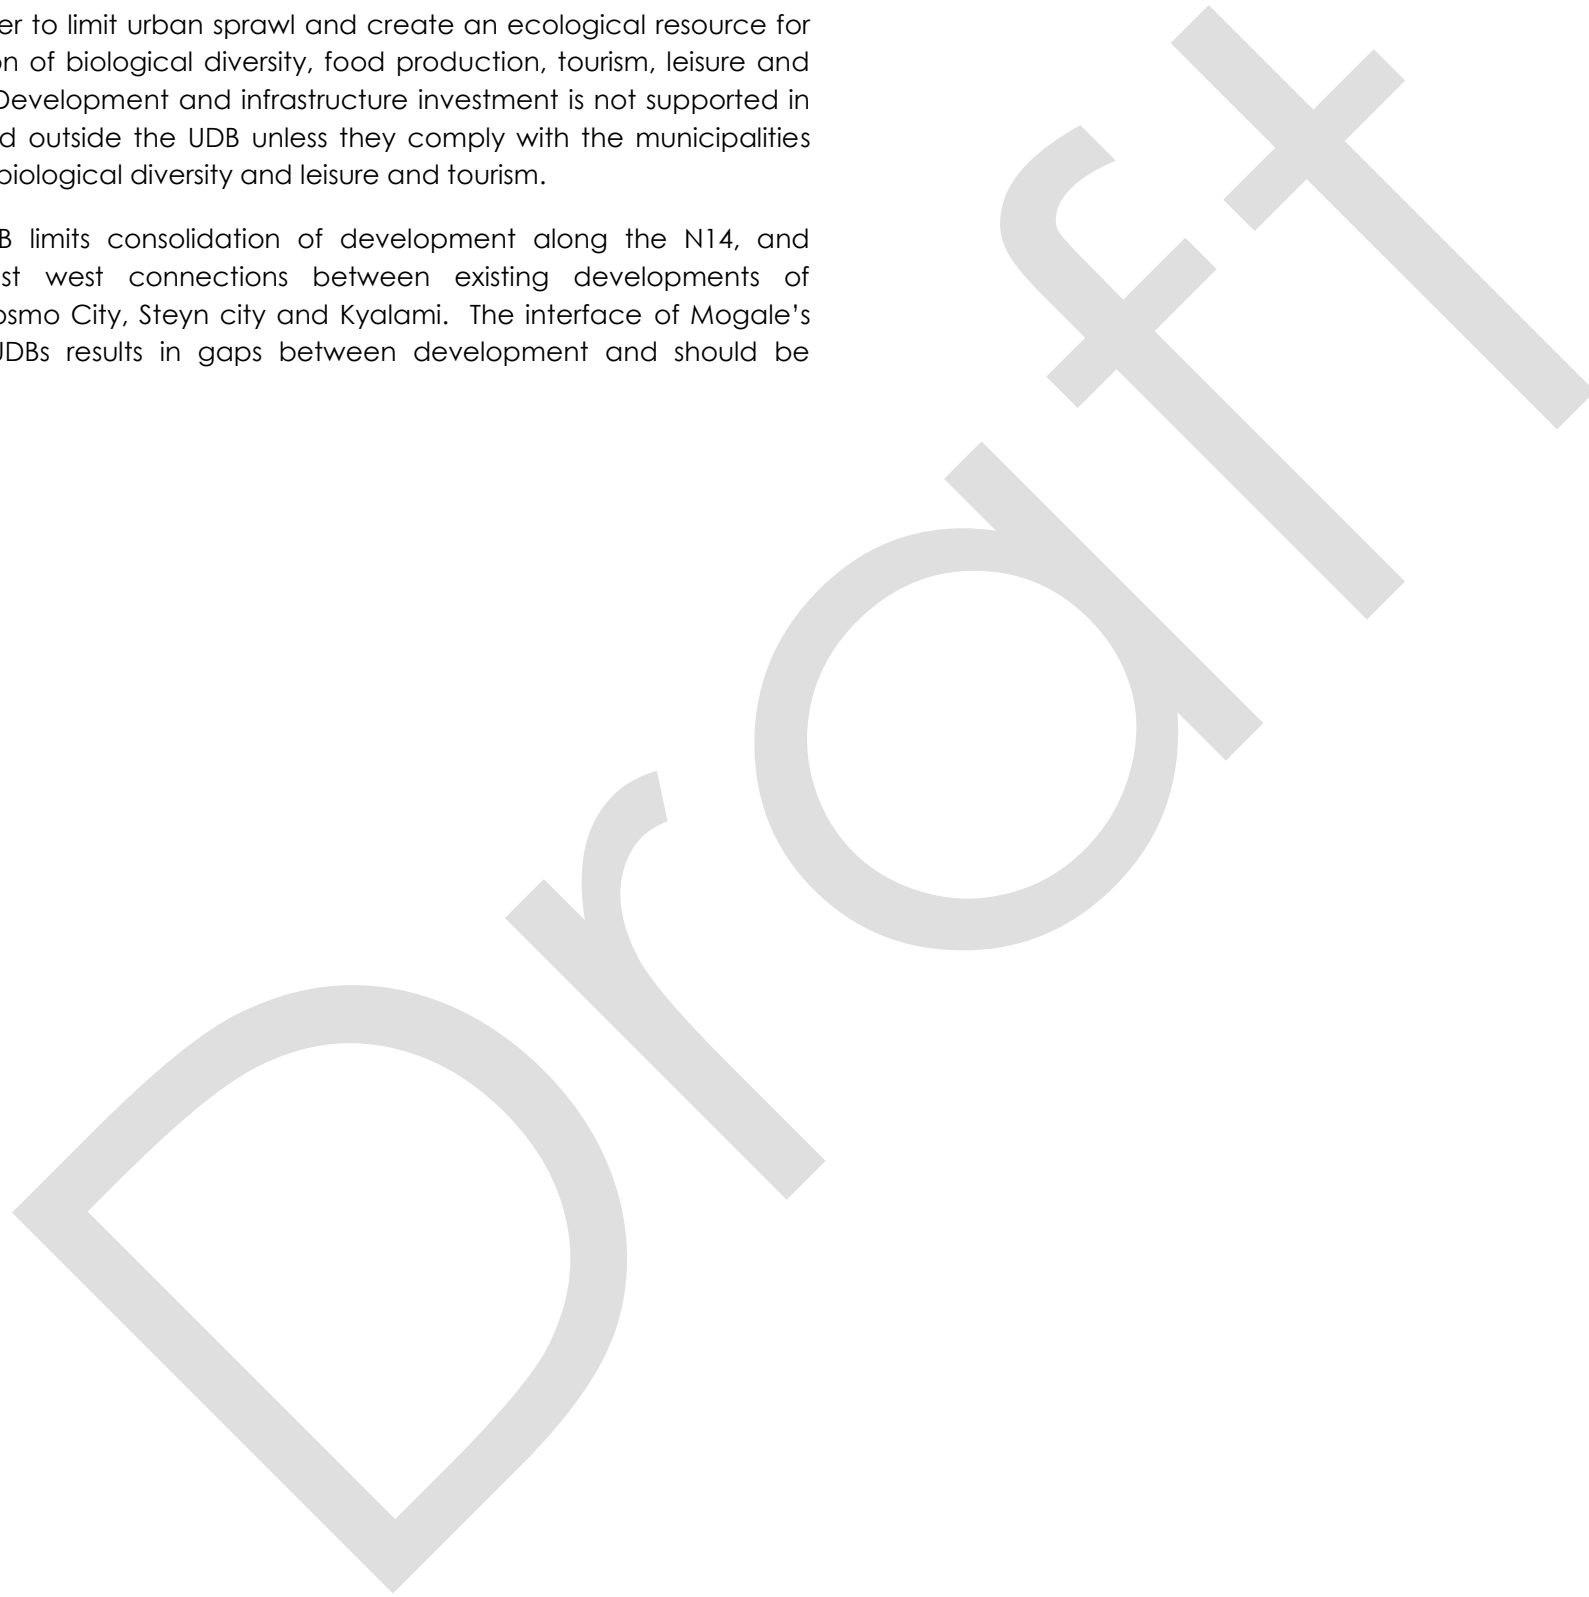 er to limit urban sprawl and create an ecological resource for
on of biological diversity, food production, tourism, leisure and
Development and infrastructure investment is not supported in
d outside the UDB unless they comply with the municipalities
biological diversity and leisure and tourism.
B limits consolidation of development along the N14, and
st west connections between existing developments of
osmo City, Steyn city and Kyalami. The interface of Mogale's
UDBs results in gaps between development and should be
Draft